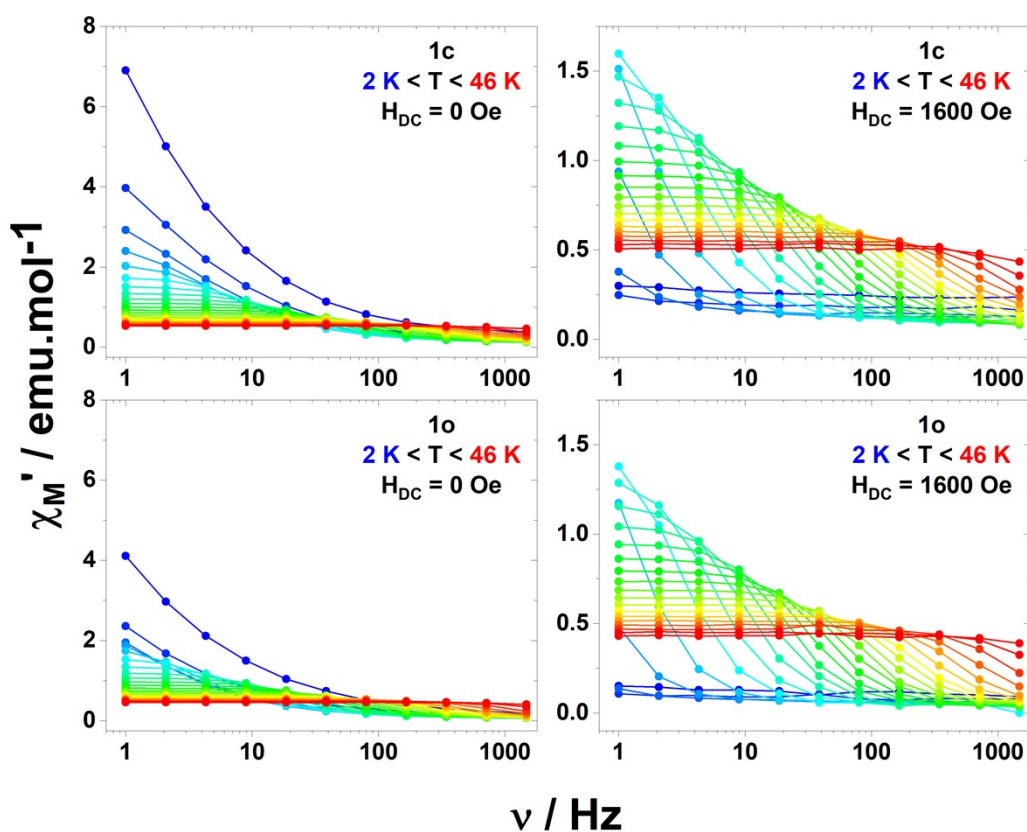 8
6
4
2
0
1 10 100 1000
1c
2 K < T < 46 K
H_DC = 0 Oe
1.5
1.0
0.5
0.0
1 10 100 1000
1c
2 K < T < 46 K
H_DC = 1600 Oe
8
6
4
2
0
1 10 100 1000
1o
2 K < T < 46 K
H_DC = 0 Oe
1.5
1.0
0.5
0.0
1 10 100 1000
1o
2 K < T < 46 K
H_DC = 1600 Oe
χ_M' / emu.mol-1
ν / Hz